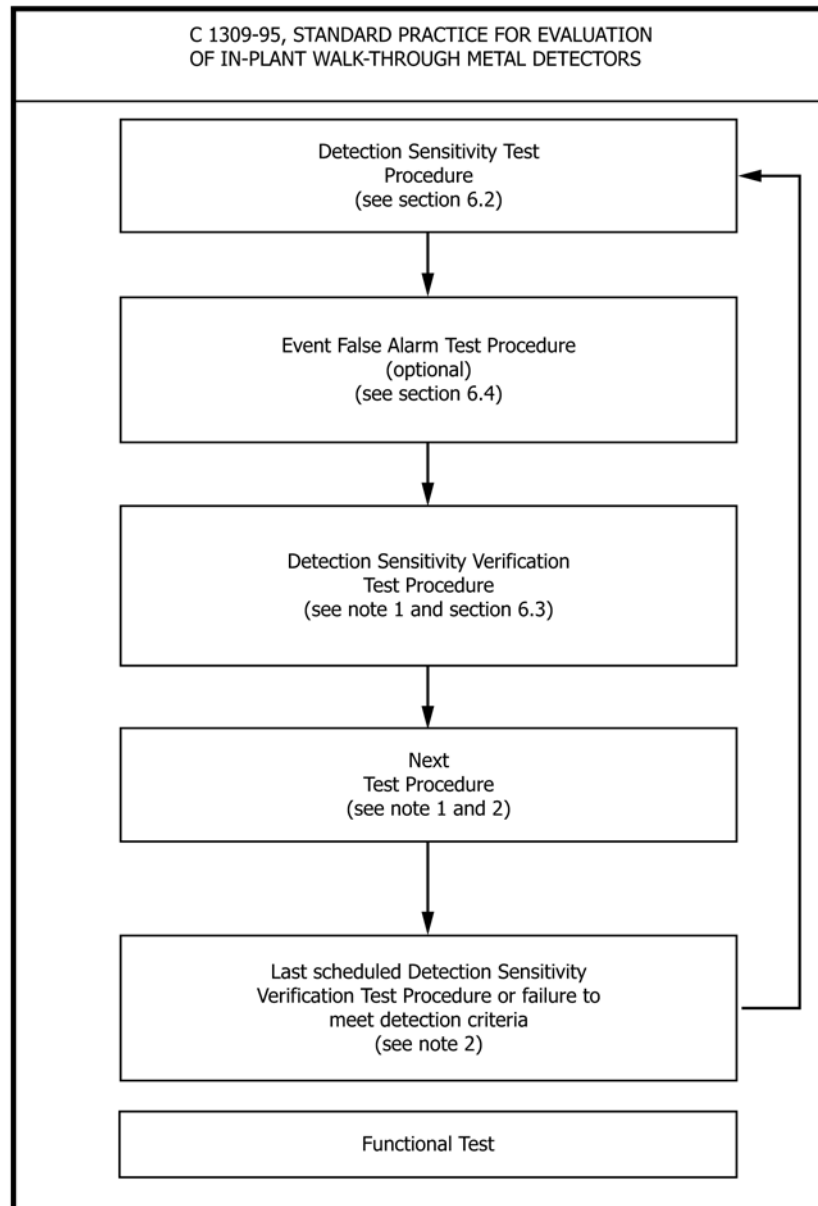 C 1309-95, STANDARD PRACTICE FOR EVALUATION
OF IN-PLANT WALK-THROUGH METAL DETECTORS
Detection Sensitivity Test
Procedure
(see section 6.2)
Event False Alarm Test Procedure
(optional)
(see section 6.4)
Detection Sensitivity Verification
Test Procedure
(see note 1 and section 6.3)
Next
Test Procedure
(see note 1 and 2)
Last scheduled Detection Sensitivity
Verification Test Procedure or failure to
meet detection criteria
(see note 2)
Functional Test